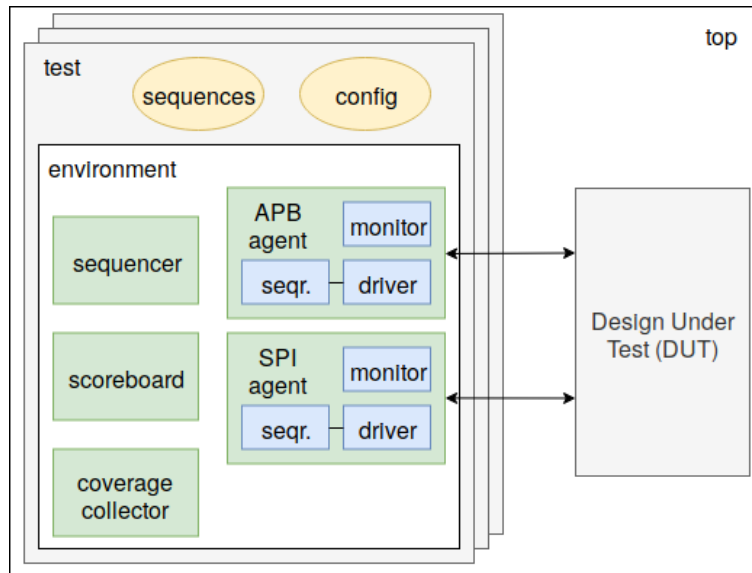 top
test
sequences
config
environment
sequencer
scoreboard
coverage
collector
APB
agent
monitor
seqr.
driver
SPI
agent
monitor
seqr.
driver
Design Under
Test (DUT)